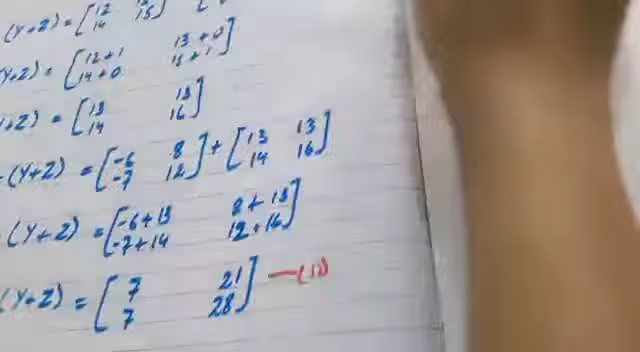 (Y+Z) = [12
14 15]
Y+Z) = [12+1 13+0
14+0 15+1]
Y+Z) = [13 13
14 16]
+(Y+Z) = [-6 8
-7 12] + [13 13
14 16]
(Y+Z) = [-6+13 8+13
-7+14 12+16]
(Y+Z) = [7 21
7 28] —(ii)